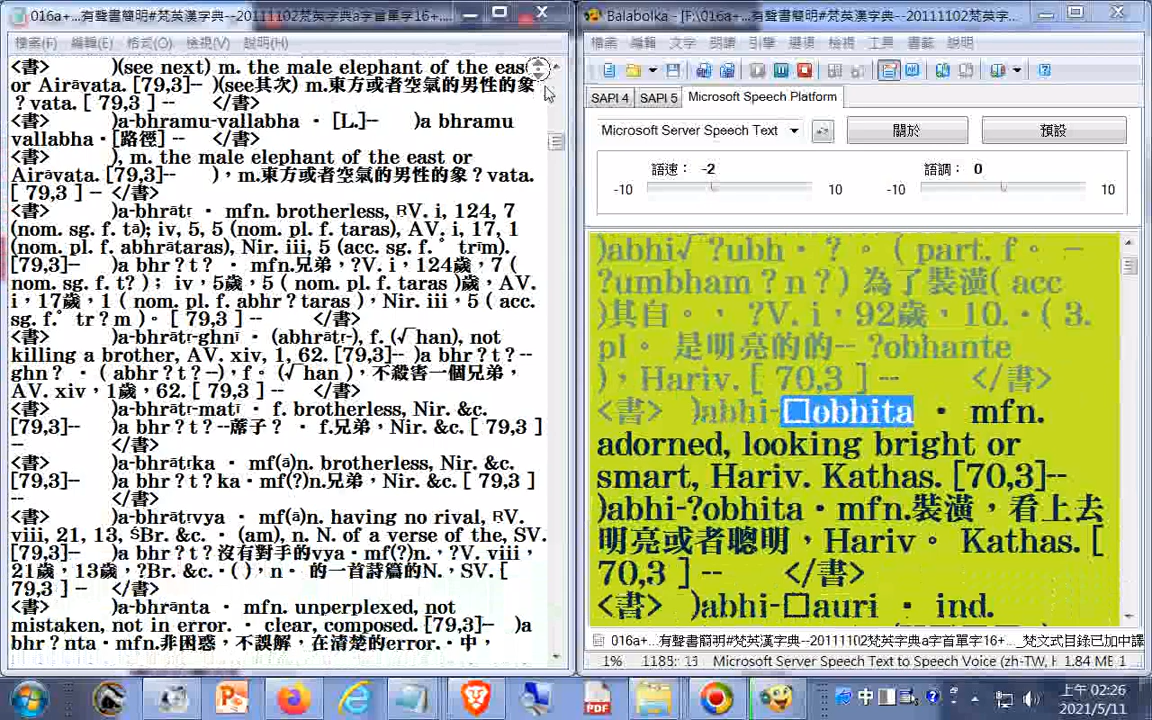 016a+...有聲書簡明#梵英漢字典--20111102梵英字典a字首單字16+...
檔案(F) 編輯(E) 格式(O) 檢視(V) 說明(H)
<書> )(see next) m. the male elephant of the east
or Airāvata. [79,3]-- )(see其次) m.東方或者空氣的男性的象
? vata. [ 79,3 ] -- </書>
<書> )a-bhramu-vallabha • [L.]-- )a bhramu
vallabha • [路徑] -- </書>
<書> ), m. the male elephant of the east or
Airāvata. [79,3]-- ), m.東方或者空氣的男性的象? vata.
[ 79,3 ] -- </書>
<書> )a-bhrātṛ • mfn. brotherless, ṚV. i, 124, 7
(nom. sg. f. tā); iv, 5, 5 (nom. pl. f. taras), AV. i, 17, 1
(nom. pl. f. abhrātaras), Nir. iii, 5 (acc. sg. f. ° trīm).
[79,3]-- )a bhr ? t ? • mfn.兄弟,?V. i,124歲,7 (
nom. sg. f. t? ); iv,5歲,5 ( nom. pl. f. taras )歲,AV.
i,17歲,1 ( nom. pl. f. abhr ? taras ),Nir. iii,5 ( acc.
sg. f.° tr ? m )。[ 79,3 ] </書>
<書> )a-bhrātṛ-ghnī • (abhrātṛ-), f. (√han), not
killing a brother, AV. xiv, 1, 62. [79,3]-- )a bhr ? t ? --
ghn ? • ( abhr ? t ? -),f。(√han ),不殺害一個兄弟,
AV. xiv,1歲,62. [ 79,3 ] </書>
<書> )a-bhrātṛ-matī • f. brotherless, Nir. &c.
[79,3]-- )a bhr ? t ? --蓆子? • f.兄弟,Nir. &c. [ 79,3 ]
-- </書>
<書> )a-bhrātṛka • mf(ā)n. brotherless, Nir. &c.
[79,3]-- )a bhr ? t ? ka • mf(?)n.兄弟,Nir. &c. [ 79,3 ]
-- </書>
<書> )a-bhrātṛvya • mf(ā)n. having no rival, ṚV.
viii, 21, 13, ŚBr. &c. • (am), n. N. of a verse of the, SV.
[79,3]-- )a bhr ? t ? 沒有對手的vya • mf(?)n.,?V. viii,
21歲,13歲,?Br. &c. • ( ),n • 的一首詩篇的N.,SV. [
79,3 ] -- </書>
<書> )a-bhrānta • mfn. unperplexed, not
mistaken, not in error. • clear, composed. [79,3]-- )a
bhr ? nta • mfn.非困惑,不誤解,在清楚的error. • 中,
Balabolka - [F:\016a+...有聲書簡明#梵英漢字典--20111102梵英字...
檔案 編輯 文字 朗讀 引擎 選項 檢視 工具 書籤 說明
SAPI 4 SAPI 5 Microsoft Speech Platform
Microsoft Server Speech Text 關於 預設
語速: -2 語調: 0
-10 10 -10 10
)abhi√ ?ubh • ? 。( part. f。 —
?umbham ? n ? ) 為了裝潢( acc
)其自。, ?V. i,92歲,10. • ( 3.
pl。 是明亮的的-- ?obhante
),Hariv. [ 70,3 ] -- </書>
<書> )abhi-□obhita • mfn.
adorned, looking bright or
smart, Hariv. Kathas. [70,3]--
)abhi-?obhita • mfn.裝潢,看上去
明亮或者聰明,Hariv。 Kathas. [
70,3 ] -- </書>
<書> )abhi-□auri • ind.
016a+...有聲書簡明#梵英漢字典--20111102梵英字典a字首單字16+..._梵文式目錄已加中譯
1% 1185: 13 Microsoft Server Speech Text to Speech Voice (zh-TW, H 1.84 ME 1
中
上午 02:26
2021/5/11